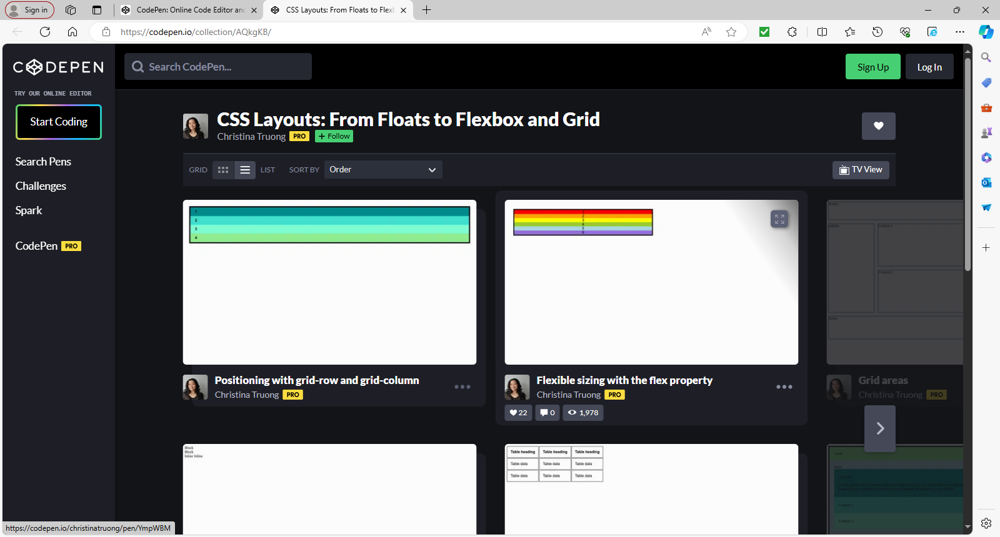 Sign in
CodePen: Online Code Editor and
CSS Layouts: From Floats to Flexb
https://codepen.io/collection/AQkgKB/
CODEPEN
Search CodePen...
Sign Up
Log In
TRY OUR ONLINE EDITOR
Start Coding
Search Pens
Challenges
Spark
CodePen PRO
CSS Layouts: From Floats to Flexbox and Grid
Christina Truong PRO + Follow
GRID LIST SORT BY Order TV View
1
2
3
4
1
2
3
4
5
6
Content 1
Content 2
Positioning with grid-row and grid-column
Christina Truong PRO
Flexible sizing with the flex property
Christina Truong PRO
22 0 1,978
Grid areas
Christina Truong PRO
Block
Block
Inline Inline
Table heading Table heading Table heading
Table data Table data Table data
Table data Table data Table data
https://codepen.io/christinatruong/pen/YmpWBM